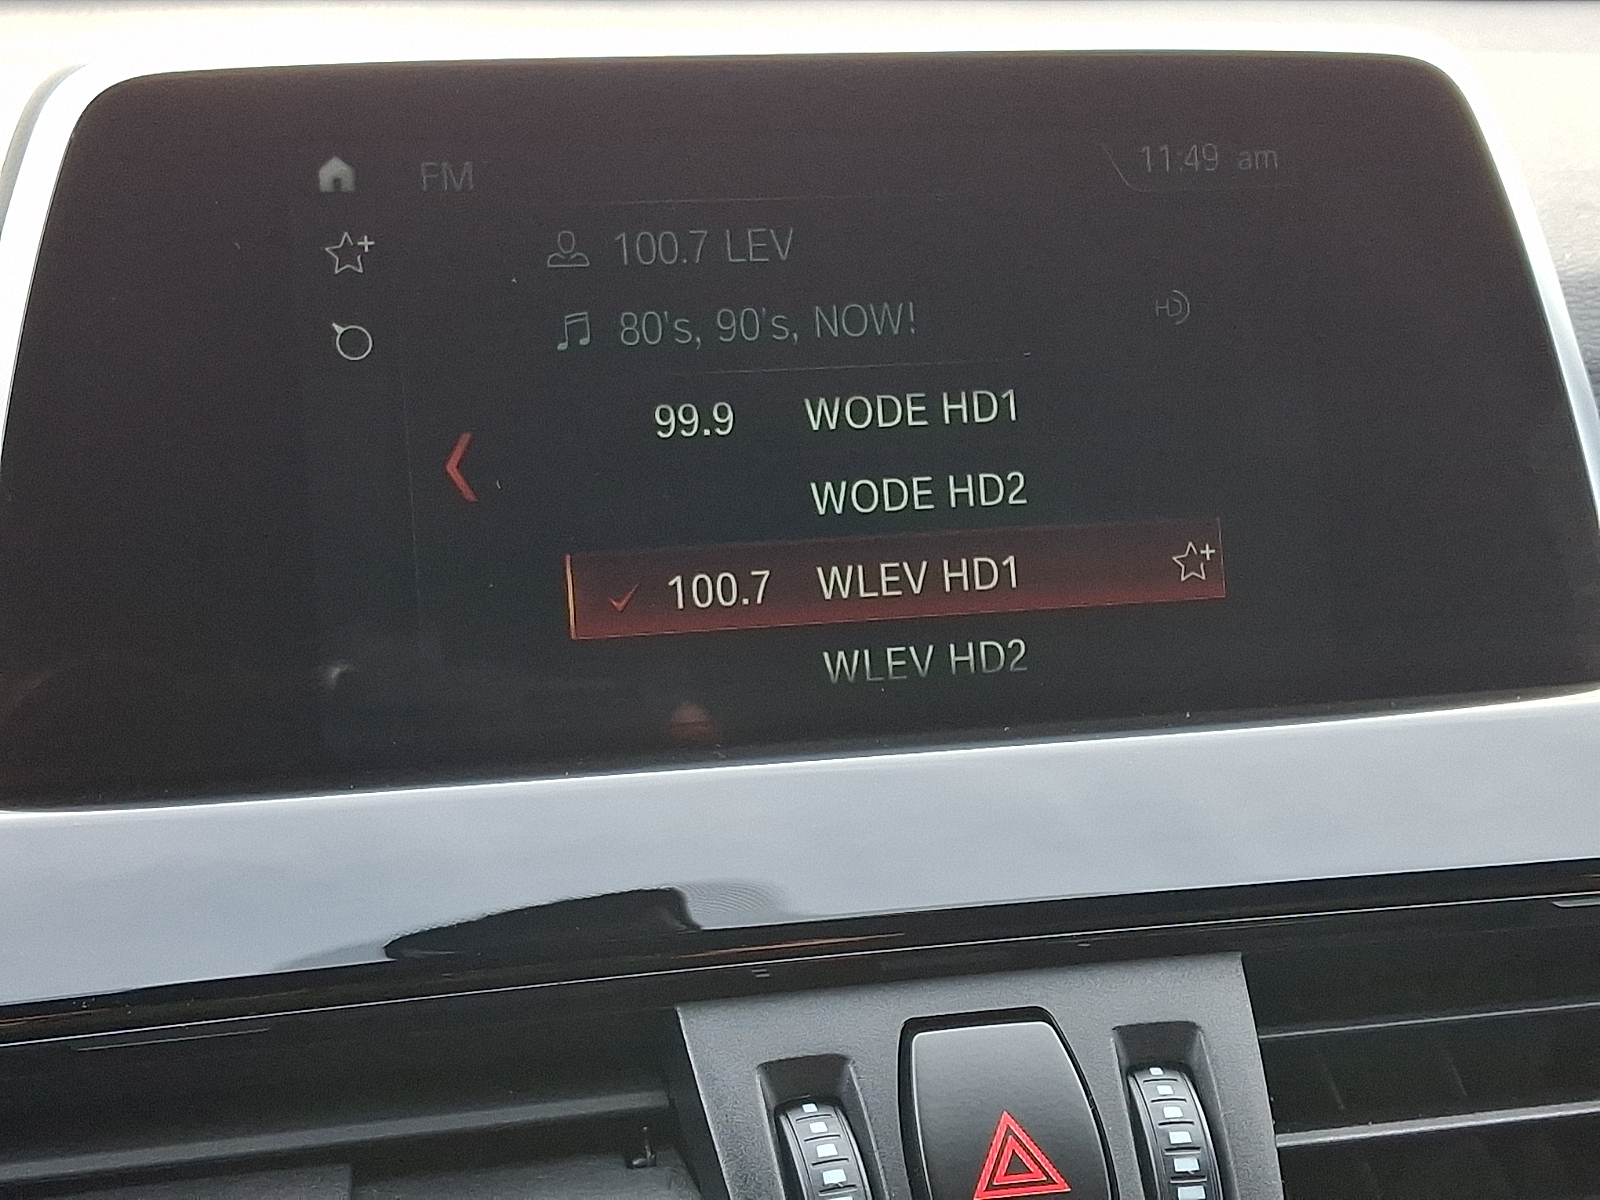 FM
11:49 am
100.7 LEV
80's, 90's, NOW!
HD
99.9 WODE HD1
WODE HD2
100.7 WLEV HD1
WLEV HD2